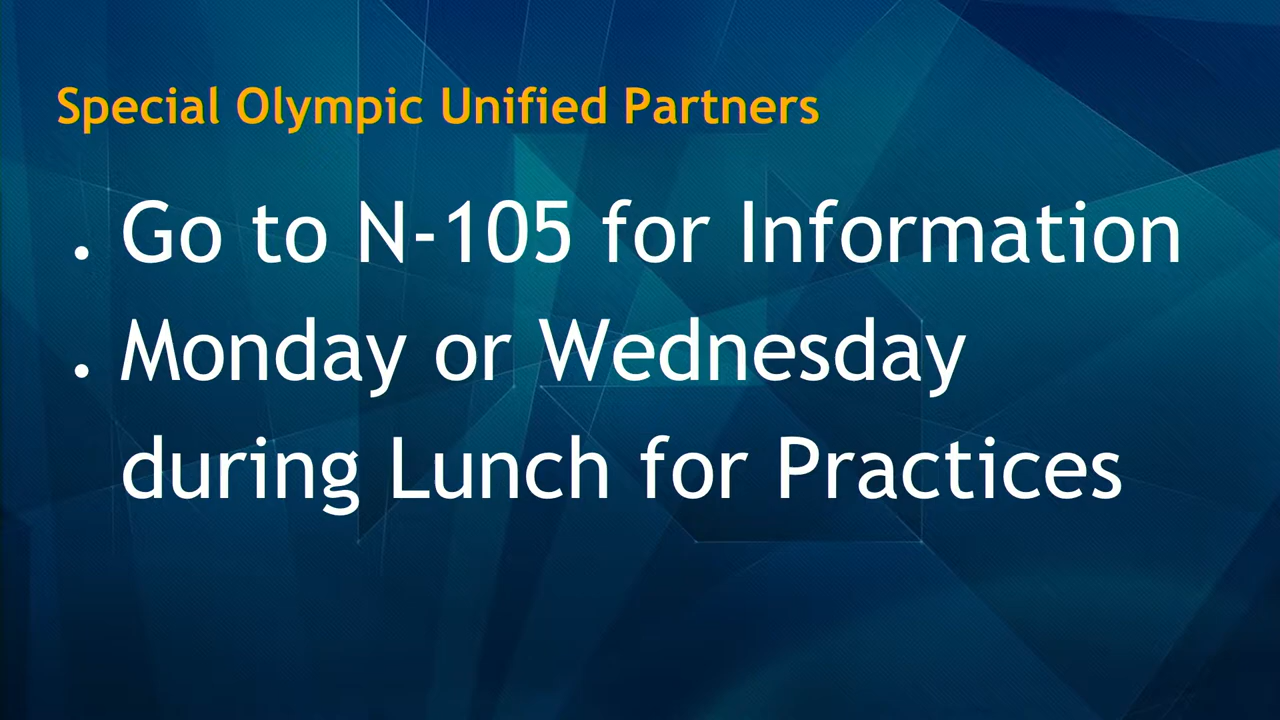 Special Olympic Unified Partners
. Go to N-105 for Information
. Monday or Wednesday
during Lunch for Practices